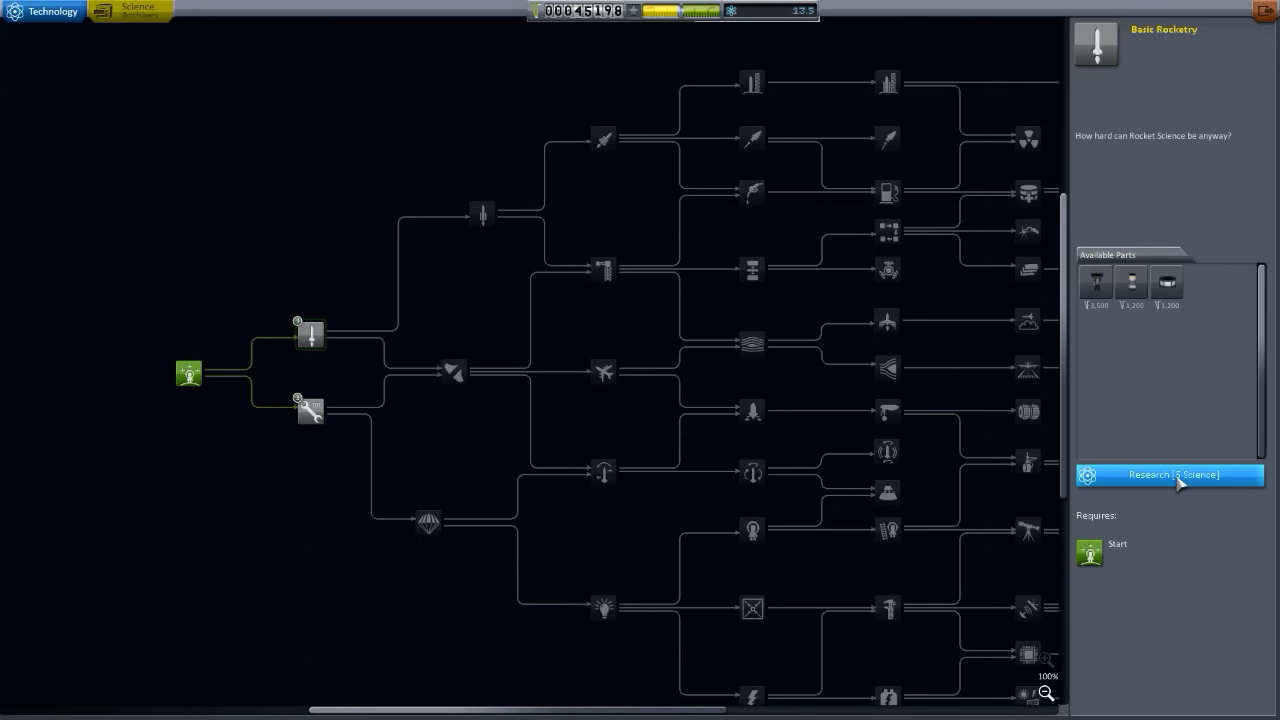 Technology
Science
Archives
00045198
13.5
Basic Rocketry
How hard can Rocket Science be anyway?
Available Parts
3,500
1,200
1,200
Research [5 Science]
Requires:
Start
100%